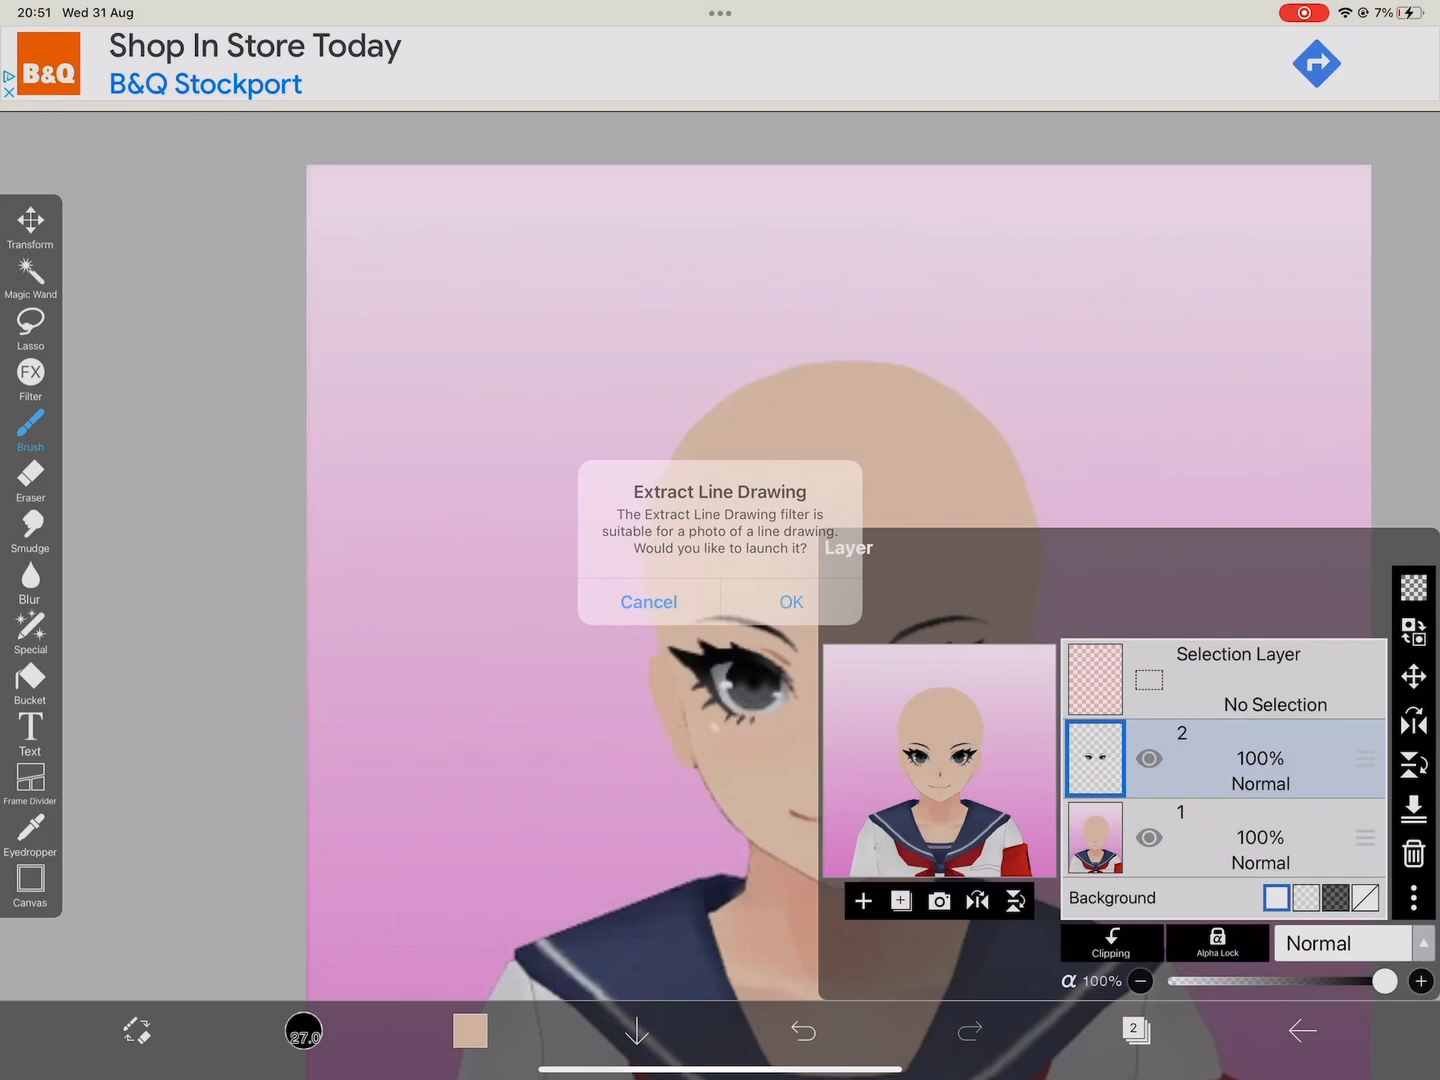 20:51 Wed 31 Aug
7%
B&Q
Shop In Store Today
B&Q Stockport
Transform
Magic Wand
Lasso
FX
Filter
Brush
Eraser
Smudge
Blur
Special
Bucket
T
Text
Frame Divider
Eyedropper
Canvas
Extract Line Drawing
The Extract Line Drawing filter is
suitable for a photo of a line drawing.
Would you like to launch it?
Cancel
OK
Layer
Selection Layer
No Selection
2
100%
Normal
1
100%
Normal
Background
Clipping
α
Alpha Lock
Normal
α 100%
27.0
2